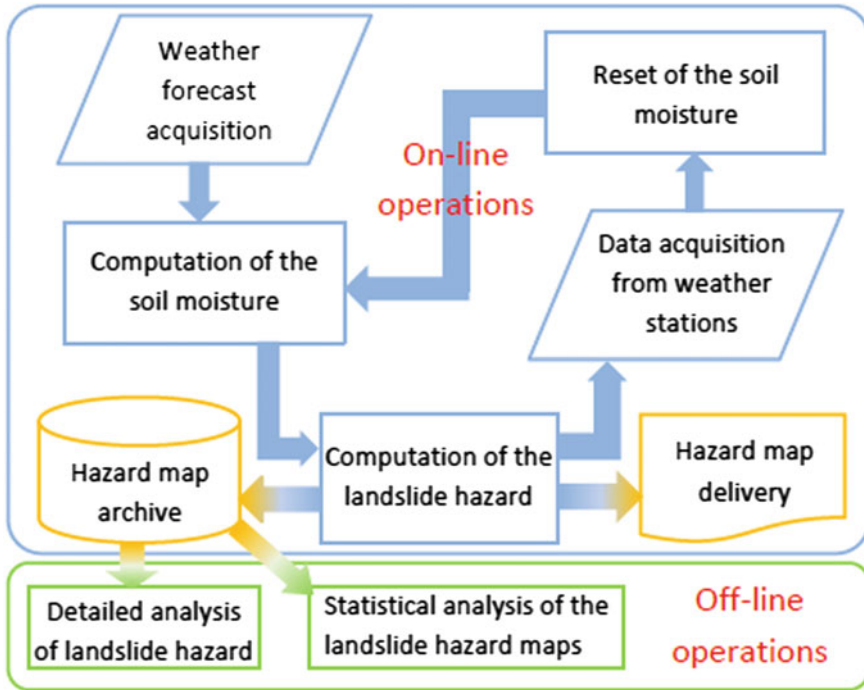 Weather
forecast
acquisition
Reset of the soil
moisture
On-line
operations
Computation of the
soil moisture
Data acquisition
from weather
stations
Hazard map
archive
Computation of the
landslide hazard
Hazard map
delivery
Detailed analysis
of landslide hazard
Statistical analysis of the
landslide hazard maps
Off-line
operations